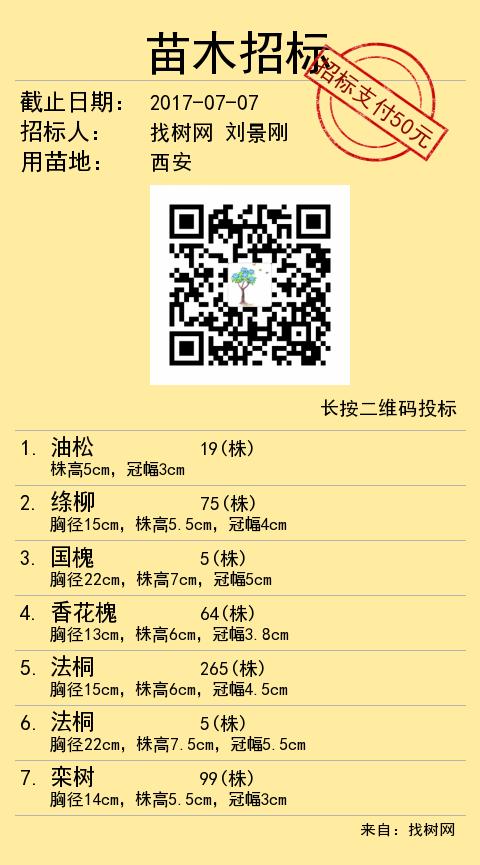 苗木招标
招标支付50元
截止日期： 2017-07-07
招标人： 找树网 刘景刚
用苗地： 西安
长按二维码投标
1. 油松 19(株)
株高5cm，冠幅3cm
2. 绦柳 75(株)
胸径15cm，株高5.5cm，冠幅4cm
3. 国槐 5(株)
胸径22cm，株高7cm，冠幅5cm
4. 香花槐 64(株)
胸径13cm，株高6cm，冠幅3.8cm
5. 法桐 265(株)
胸径15cm，株高6cm，冠幅4.5cm
6. 法桐 5(株)
胸径22cm，株高7.5cm，冠幅5.5cm
7. 栾树 99(株)
胸径14cm，株高5.5cm，冠幅3cm
来自：找树网